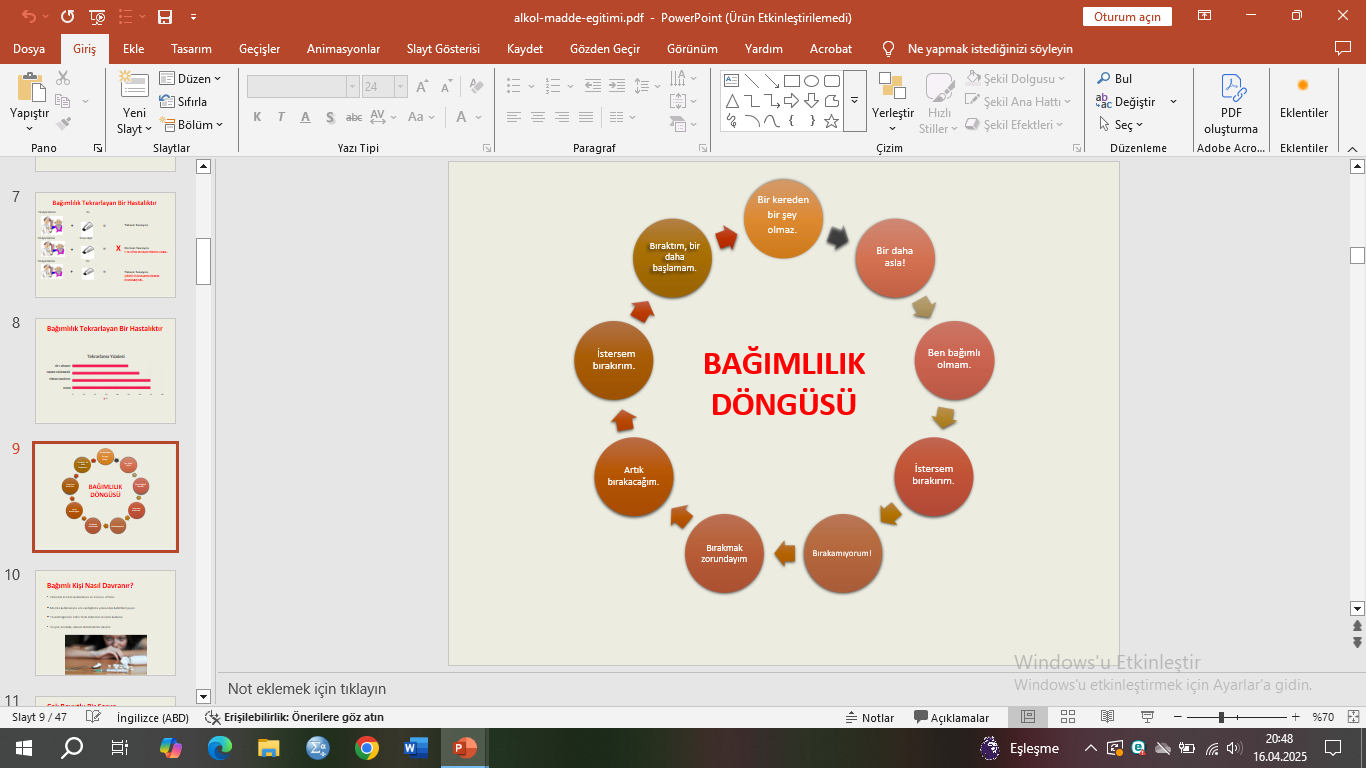 alkol-madde-egitimi.pdf - PowerPoint (Ürün Etkinleştirilemedi)
Oturum açın
Dosya Giriş Ekle Tasarım Geçişler Animasyonlar Slayt Gösterisi Kaydet Gözden Geçir Görünüm Yardım Acrobat Ne yapmak istediğinizi söyleyin
Yapıştır
Yeni
Slayt
Düzen
Sıfırla
Bölüm
24
K T A S abc AV Aa A
Yerleştir
Hızlı
Stiller
Şekil Dolgusu
Şekil Ana Hattı
Şekil Efektleri
Bul
Değiştir
Seç
PDF
oluşturma
Eklentiler
Pano Slaytlar Yazı Tipi Paragraf Çizim Düzenleme Adobe Acro... Eklentiler
7
Bağımlılık Tekrarlayan Bir Hastalıktır
8
Bağımlılık Tekrarlayan Bir Hastalıktır
9
BAĞIMLILIK
DÖNGÜSÜ
10
Bağımlı Kişi Nasıl Davranır?
11
Bir kereden
bir şey
olmaz.
Bir daha
asla!
Ben bağımlı
olmam.
İstersem
bırakırım.
Bırakamıyorum!
Bırakmak
zorundayım
Artık
bırakacağım.
İstersem
bırakırım.
Bıraktım, bir
daha
başlamam.
BAĞIMLILIK
DÖNGÜSÜ
Windows'u Etkinleştir
Windows'u etkinleştirmek için Ayarlar'a gidin.
Not eklemek için tıklayın
Slayt 9 / 47 İngilizce (ABD) Erişilebilirlik: Önerilere göz atın Notlar Açıklamalar %70
Eşleşme
20:48
16.04.2025